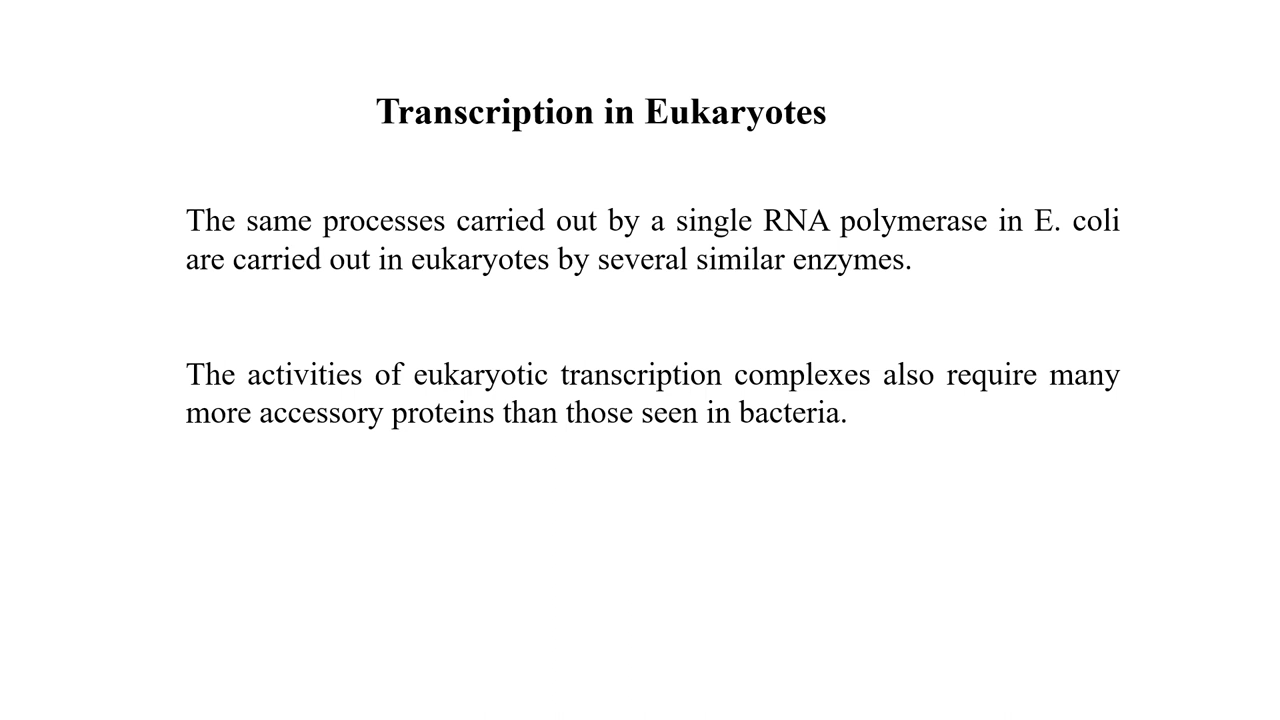 Transcription in Eukaryotes
The same processes carried out by a single RNA polymerase in E. coli
are carried out in eukaryotes by several similar enzymes.
The activities of eukaryotic transcription complexes also require many
more accessory proteins than those seen in bacteria.